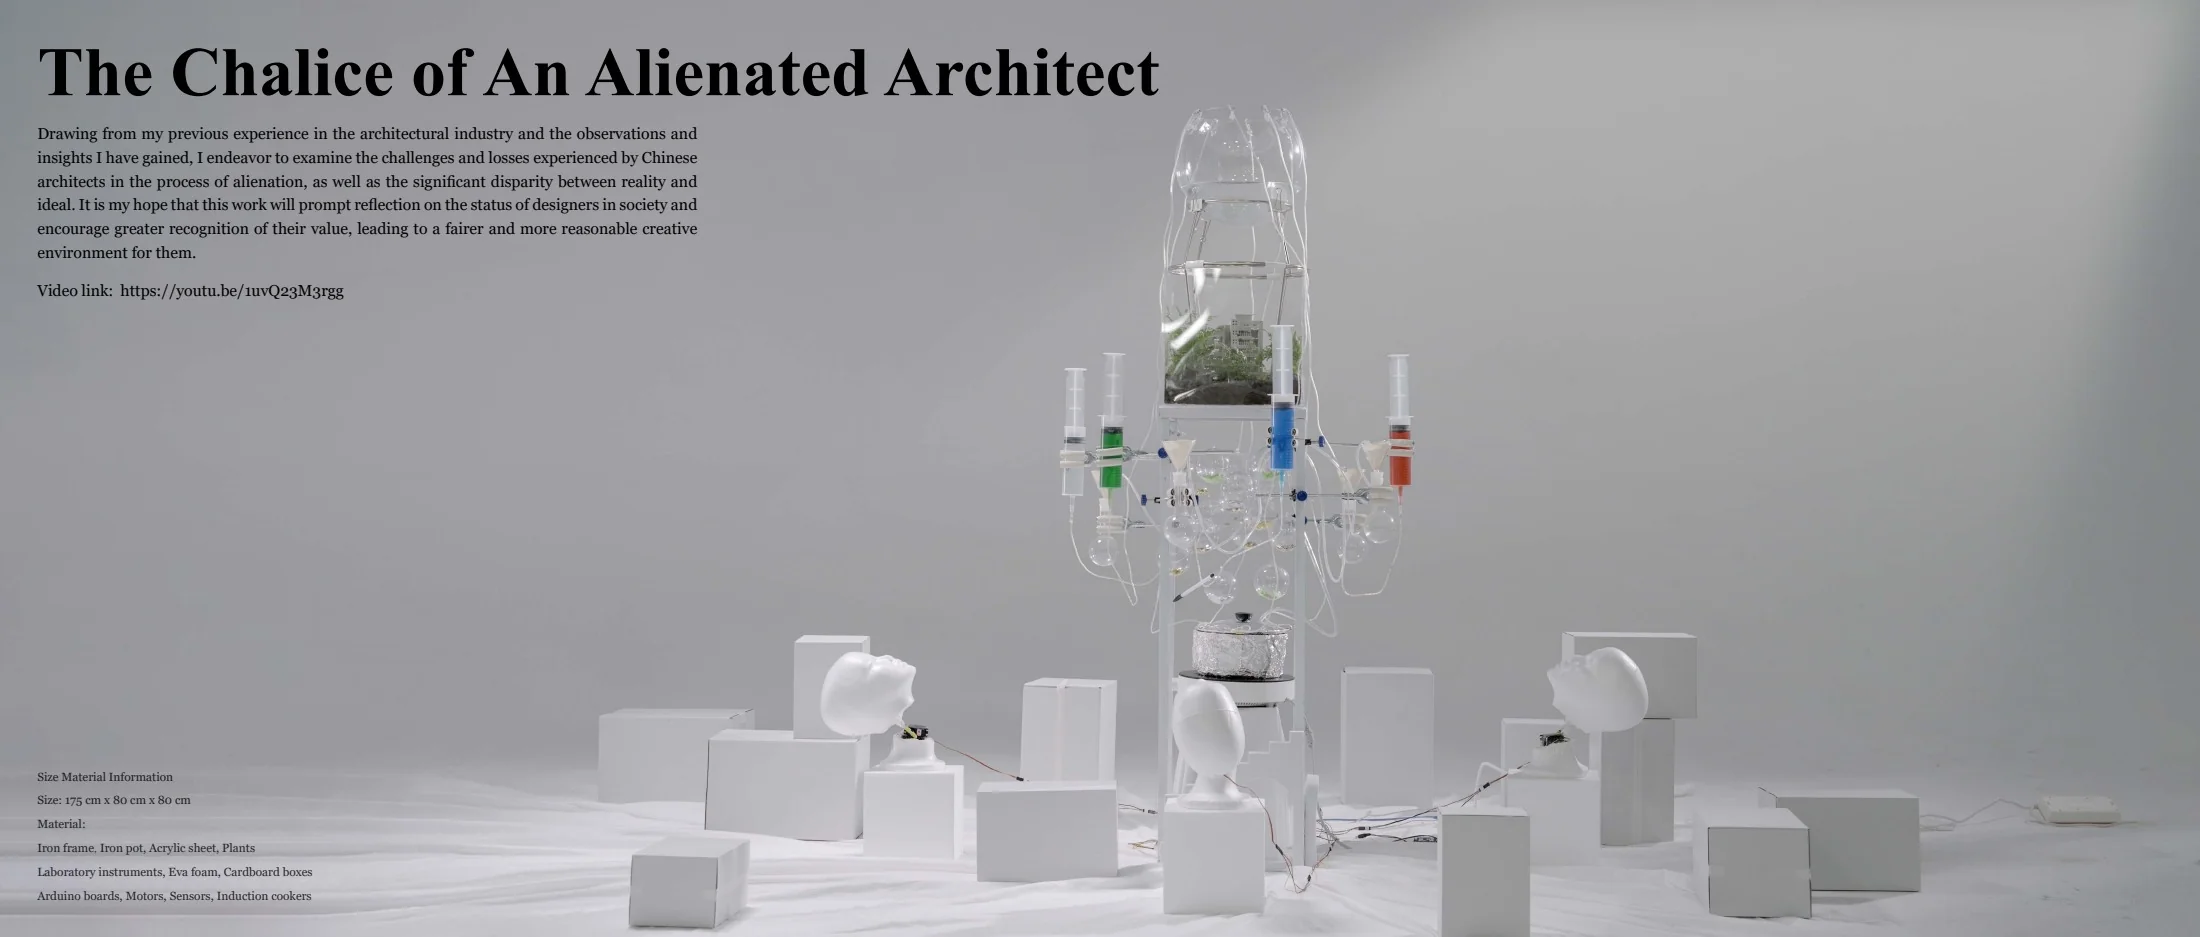 The Chalice of An Alienated Architect
Drawing from my previous experience in the architectural industry and the observations and
insights I have gained, I endeavor to examine the challenges and losses experienced by Chinese
architects in the process of alienation, as well as the significant disparity between reality and
ideal. It is my hope that this work will prompt reflection on the status of designers in society and
encourage greater recognition of their value, leading to a fairer and more reasonable creative
environment for them.
Video link: https://youtu.be/1uvQ23M3rgg
Size Material Information
Size: 175 cm x 80 cm x 80 cm
Material:
Iron frame, Iron pot, Acrylic sheet, Plants
Laboratory instruments, Eva foam, Cardboard boxes
Arduino boards, Motors, Sensors, Induction cookers